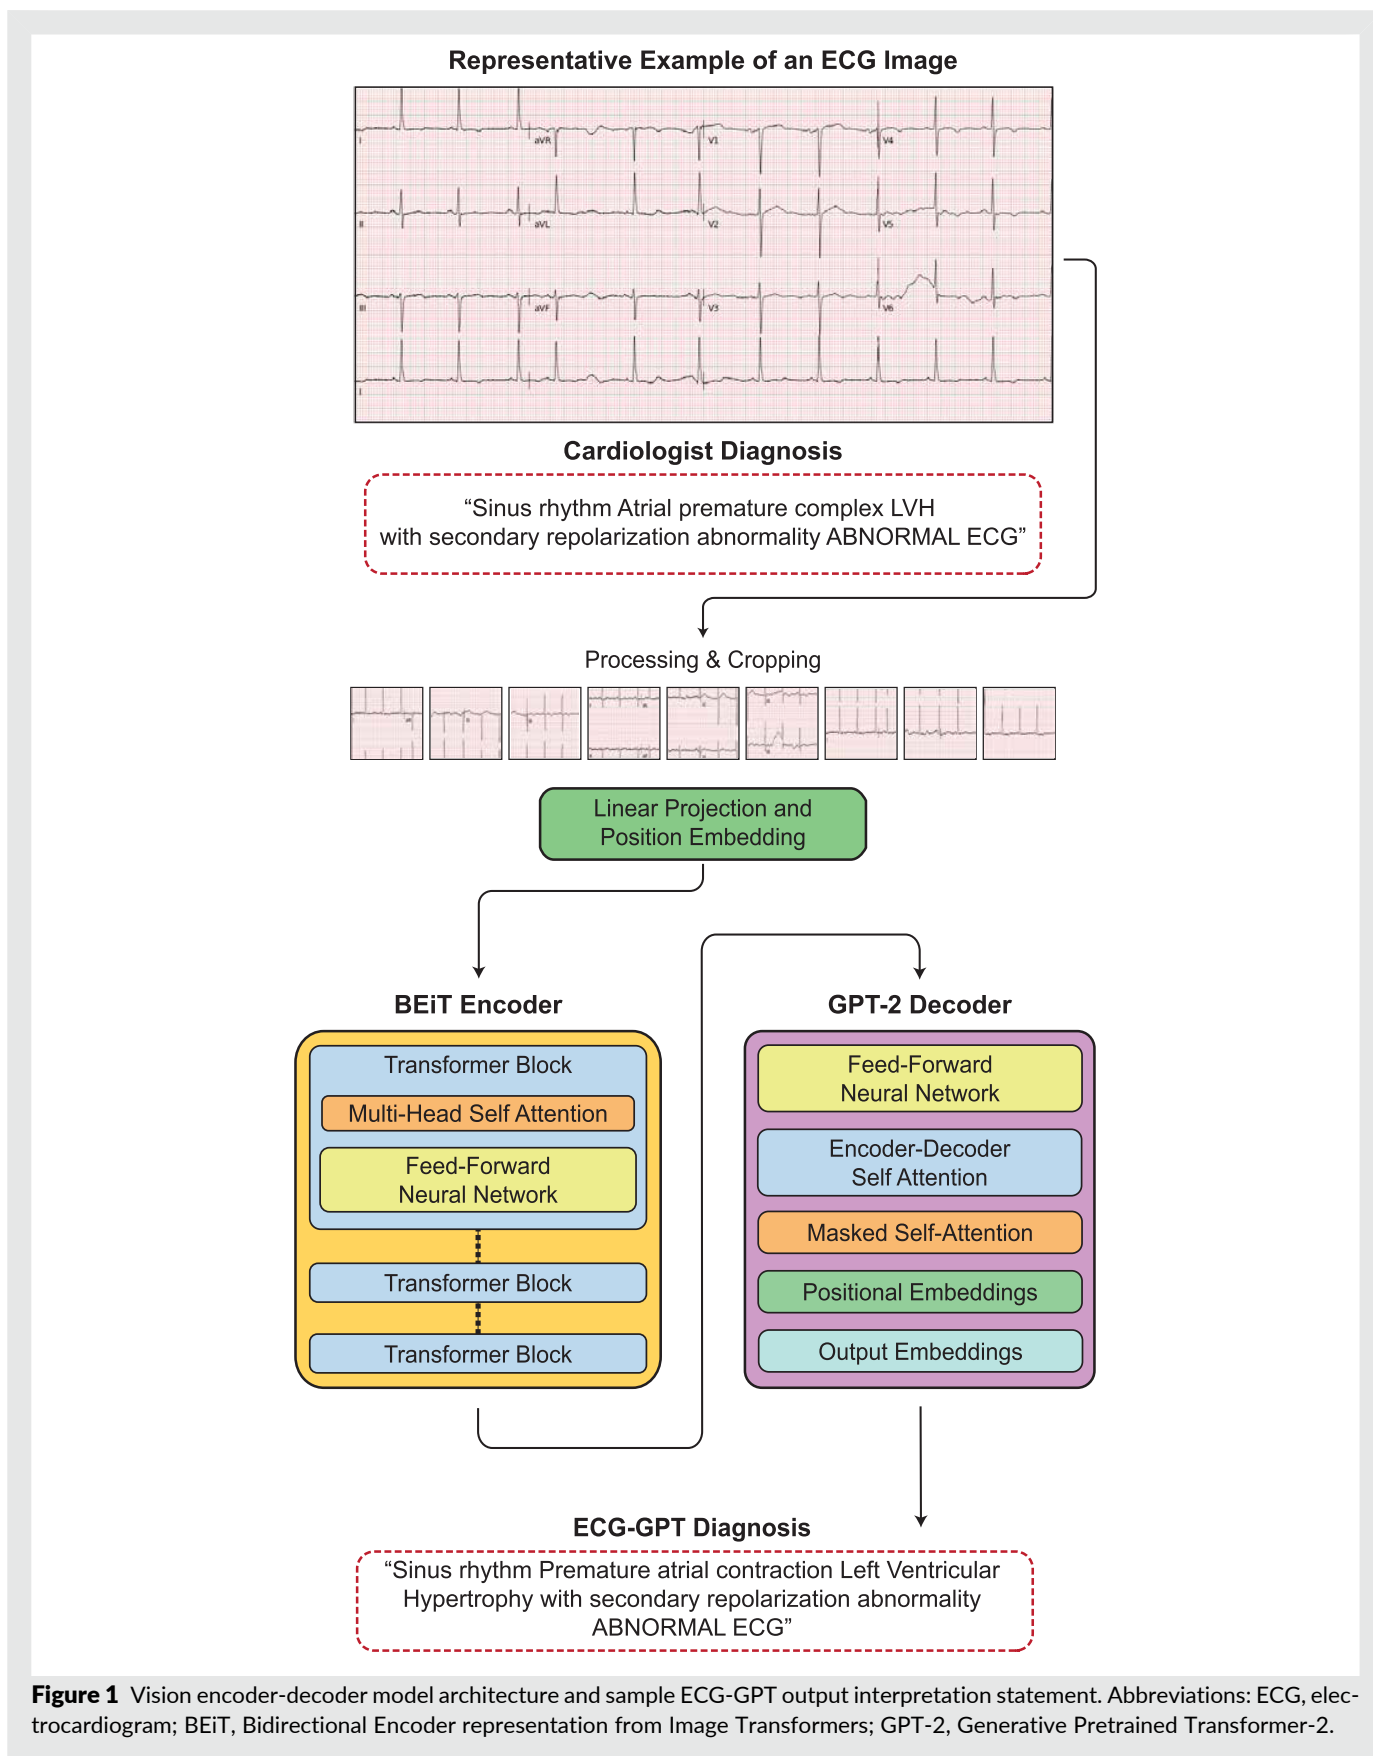 Representative Example of an ECG Image
I
aVR
V1
V4
II
aVL
V2
V5
III
aVF
V3
V6
I
Cardiologist Diagnosis
“Sinus rhythm Atrial premature complex LVH
with secondary repolarization abnormality ABNORMAL ECG”
Processing & Cropping
Linear Projection and
Position Embedding
BEiT Encoder
Transformer Block
Multi-Head Self Attention
Feed-Forward
Neural Network
Transformer Block
Transformer Block
GPT-2 Decoder
Feed-Forward
Neural Network
Encoder-Decoder
Self Attention
Masked Self-Attention
Positional Embeddings
Output Embeddings
ECG-GPT Diagnosis
“Sinus rhythm Premature atrial contraction Left Ventricular
Hypertrophy with secondary repolarization abnormality
ABNORMAL ECG”
Figure 1 Vision encoder-decoder model architecture and sample ECG-GPT output interpretation statement. Abbreviations: ECG, elec-
trocardiogram; BEiT, Bidirectional Encoder representation from Image Transformers; GPT-2, Generative Pretrained Transformer-2.